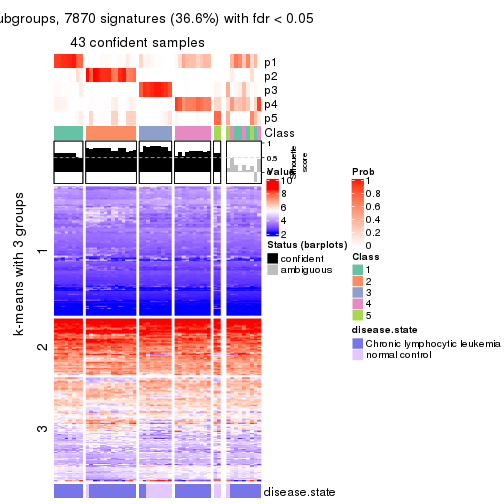 ubgroups, 7870 signatures (36.6%) with fdr < 0.05
43 confident samples
p1
p2
p3
p4
p5
Class
1
0.5
0
Silhouette
score
k-means with 3 groups
1
2
3
disease.state
Value
10
8
6
4
2
Status (barplots)
confident
ambiguous
Prob
1
0.8
0.6
0.4
0.2
0
Class
1
2
3
4
5
disease.state
Chronic lymphocytic leukemia
normal control